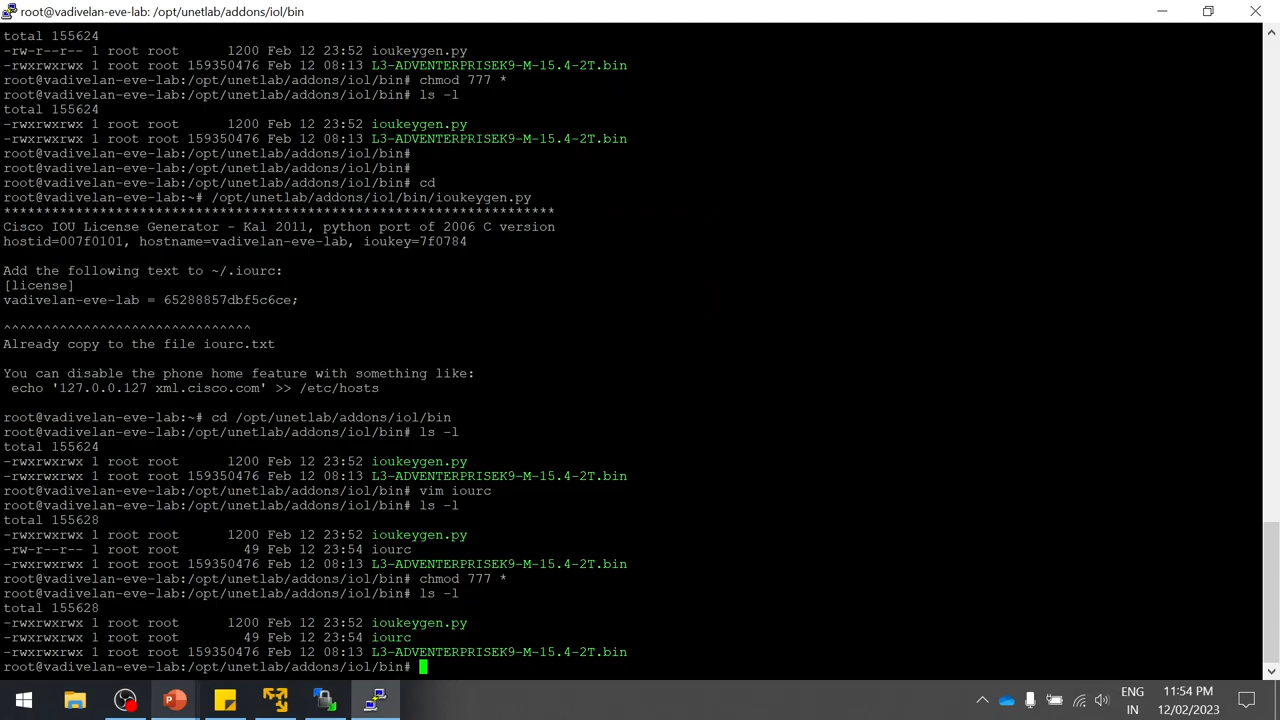 root@vadivelan-eve-lab: /opt/unetlab/addons/iol/bin
total 155624
-rw-r--r-- 1 root root      1200 Feb 12 23:52 ioukeygen.py
-rwxrwxrwx 1 root root 159350476 Feb 12 08:13 L3-ADVENTERPRISEK9-M-15.4-2T.bin
root@vadivelan-eve-lab:/opt/unetlab/addons/iol/bin# chmod 777 *
root@vadivelan-eve-lab:/opt/unetlab/addons/iol/bin# ls -l
total 155624
-rwxrwxrwx 1 root root      1200 Feb 12 23:52 ioukeygen.py
-rwxrwxrwx 1 root root 159350476 Feb 12 08:13 L3-ADVENTERPRISEK9-M-15.4-2T.bin
root@vadivelan-eve-lab:/opt/unetlab/addons/iol/bin#
root@vadivelan-eve-lab:/opt/unetlab/addons/iol/bin#
root@vadivelan-eve-lab:/opt/unetlab/addons/iol/bin# cd
root@vadivelan-eve-lab:~# /opt/unetlab/addons/iol/bin/ioukeygen.py
*********************************************************************
Cisco IOU License Generator - Kal 2011, python port of 2006 C version
hostid=007f0101, hostname=vadivelan-eve-lab, ioukey=7f0784

Add the following text to ~/.iourc:
[license]
vadivelan-eve-lab = 65288857dbf5c6ce;

^^^^^^^^^^^^^^^^^^^^^^^^^^^^^^^
Already copy to the file iourc.txt

You can disable the phone home feature with something like:
 echo '127.0.0.127 xml.cisco.com' >> /etc/hosts

root@vadivelan-eve-lab:~# cd /opt/unetlab/addons/iol/bin
root@vadivelan-eve-lab:/opt/unetlab/addons/iol/bin# ls -l
total 155624
-rwxrwxrwx 1 root root      1200 Feb 12 23:52 ioukeygen.py
-rwxrwxrwx 1 root root 159350476 Feb 12 08:13 L3-ADVENTERPRISEK9-M-15.4-2T.bin
root@vadivelan-eve-lab:/opt/unetlab/addons/iol/bin# vim iourc
root@vadivelan-eve-lab:/opt/unetlab/addons/iol/bin# ls -l
total 155628
-rwxrwxrwx 1 root root      1200 Feb 12 23:52 ioukeygen.py
-rw-r--r-- 1 root root        49 Feb 12 23:54 iourc
-rwxrwxrwx 1 root root 159350476 Feb 12 08:13 L3-ADVENTERPRISEK9-M-15.4-2T.bin
root@vadivelan-eve-lab:/opt/unetlab/addons/iol/bin# chmod 777 *
root@vadivelan-eve-lab:/opt/unetlab/addons/iol/bin# ls -l
total 155628
-rwxrwxrwx 1 root root      1200 Feb 12 23:52 ioukeygen.py
-rwxrwxrwx 1 root root        49 Feb 12 23:54 iourc
-rwxrwxrwx 1 root root 159350476 Feb 12 08:13 L3-ADVENTERPRISEK9-M-15.4-2T.bin
root@vadivelan-eve-lab:/opt/unetlab/addons/iol/bin#
ENG 11:54 PM
IN 12/02/2023